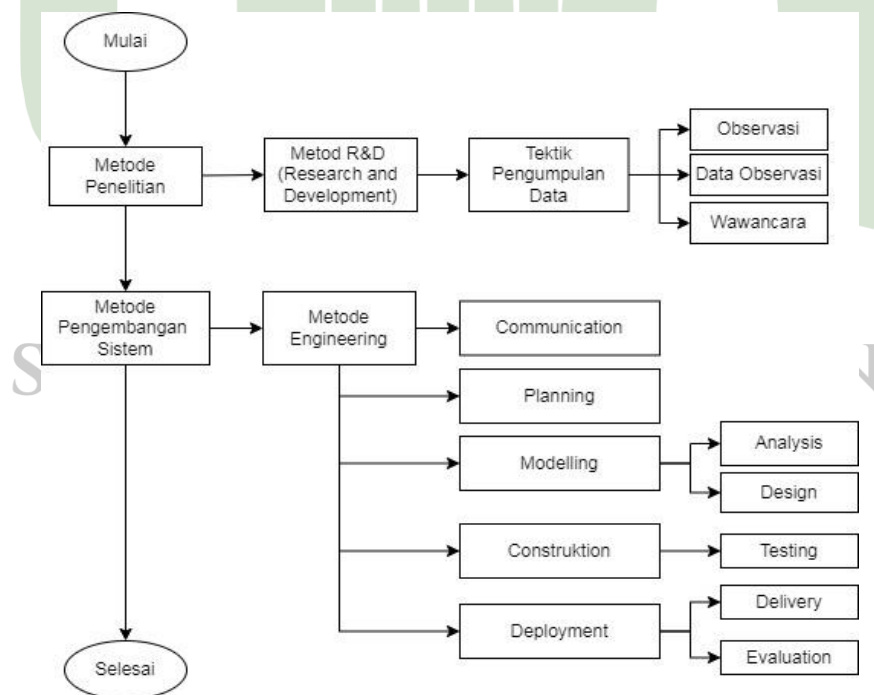 Mulai
Metode
Penelitian
Metod R&D
(Research and
Development)
Tektik
Pengumpulan
Data
Observasi
Data Observasi
Wawancara
Metode
Pengembangan
Sistem
Metode
Engineering
Communication
Planning
Modelling
Analysis
Design
Construktion
Testing
Deployment
Delivery
Evaluation
Selesai